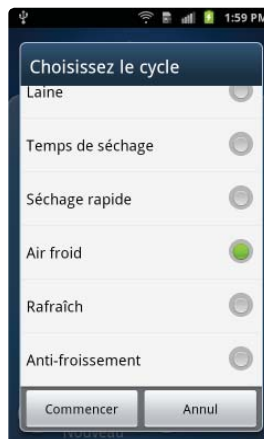 1:59 PM
Choisissez le cycle
Laine
Temps de séchage
Séchage rapide
Air froid
Rafraîch
Anti-froissement
Commencer Annul
Nouveau